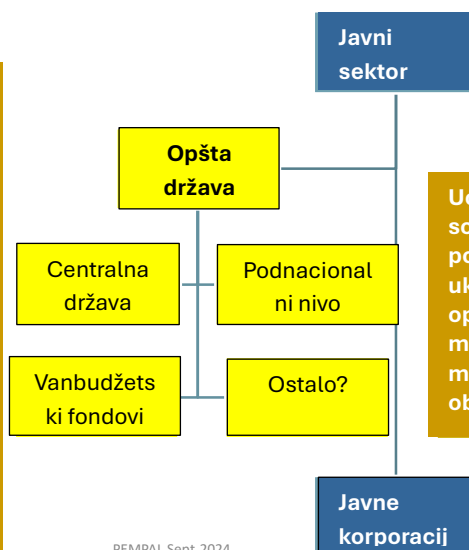 Javni
sektor
Opšta
država
Centralna
država
Podnacional
ni nivo
Vanbudžets
ki fondovi
Ostalo?
Javne
korporacij
PEMPAL Sept 2024